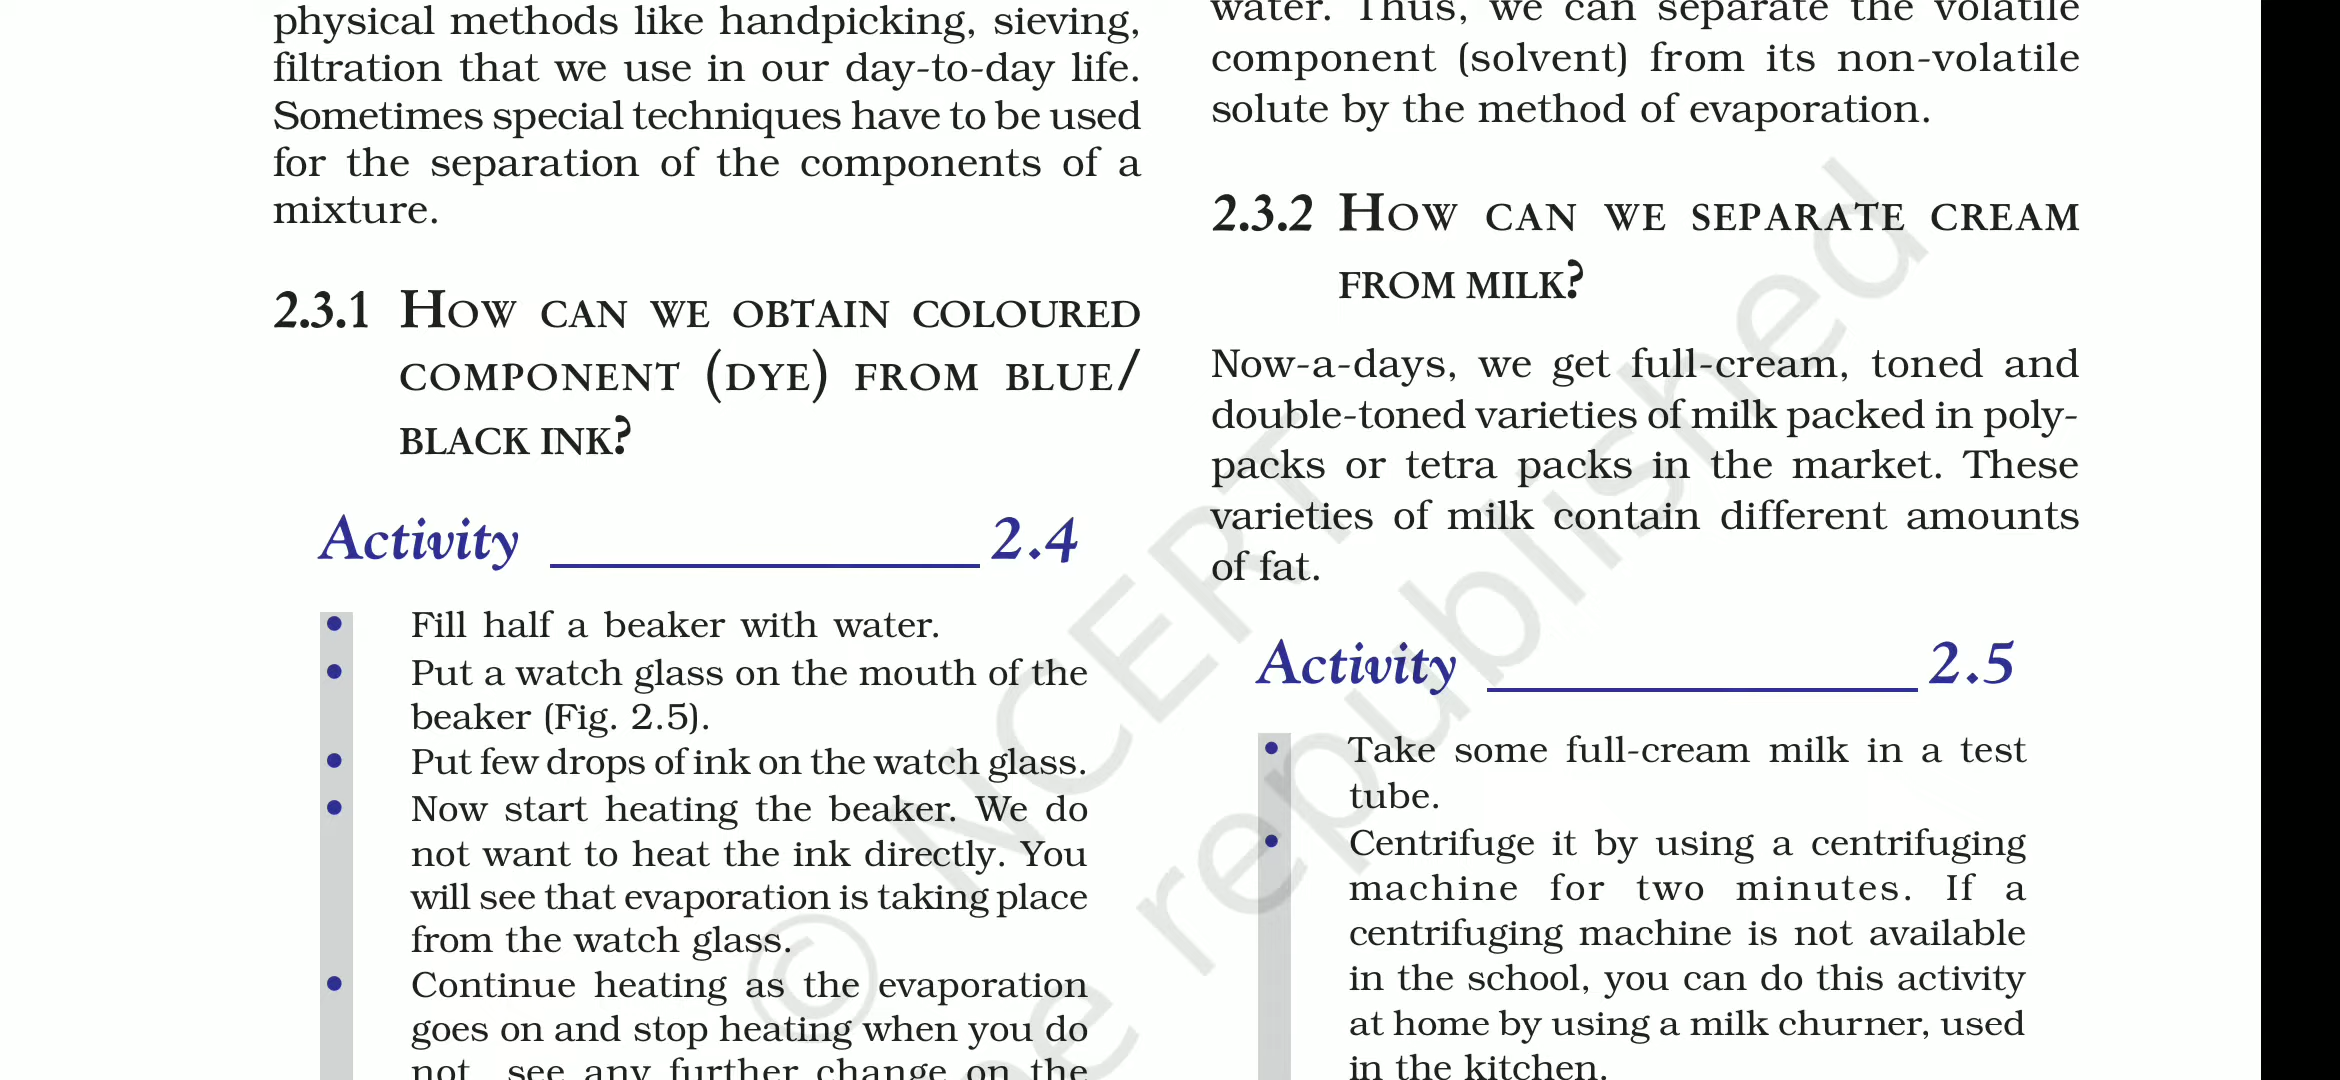 physical methods like handpicking, sieving,
filtration that we use in our day-to-day life.
Sometimes special techniques have to be used
for the separation of the components of a
mixture.
2.3.1 HOW CAN WE OBTAIN COLOURED
COMPONENT (DYE) FROM BLUE/
BLACK INK?
Activity 2.4
• Fill half a beaker with water.
• Put a watch glass on the mouth of the
beaker (Fig. 2.5).
• Put few drops of ink on the watch glass.
• Now start heating the beaker. We do
not want to heat the ink directly. You
will see that evaporation is taking place
from the watch glass.
• Continue heating as the evaporation
goes on and stop heating when you do
not see any further change on the
water. Thus, we can separate the volatile
component (solvent) from its non-volatile
solute by the method of evaporation.
2.3.2 HOW CAN WE SEPARATE CREAM
FROM MILK?
Now-a-days, we get full-cream, toned and
double-toned varieties of milk packed in poly-
packs or tetra packs in the market. These
varieties of milk contain different amounts
of fat.
Activity 2.5
• Take some full-cream milk in a test
tube.
• Centrifuge it by using a centrifuging
machine for two minutes. If a
centrifuging machine is not available
in the school, you can do this activity
at home by using a milk churner, used
in the kitchen.
© NCERT
republished